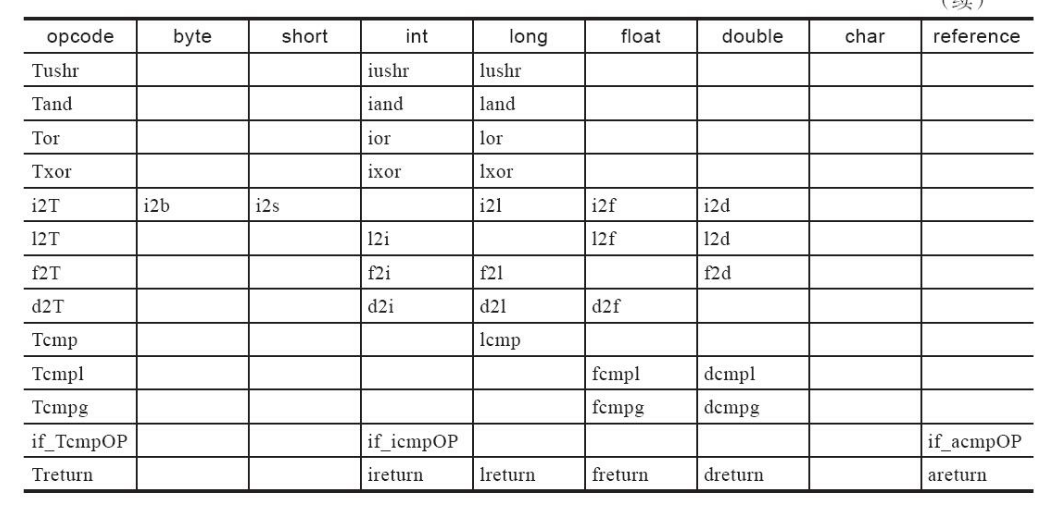 （续）
opcode byte short int long float double char reference
Tushr iushr lushr
Tand iand land
Tor ior lor
Txor ixor lxor
i2T i2b i2s i2l i2f i2d
l2T l2i l2f l2d
f2T f2i f2l f2d
d2T d2i d2l d2f
Tcmp lcmp
Tcmpl fcmpl dcmpl
Tcmpg fcmpg dcmpg
if_TcmpOP if_icmpOP if_acmpOP
Treturn ireturn lreturn freturn dreturn areturn